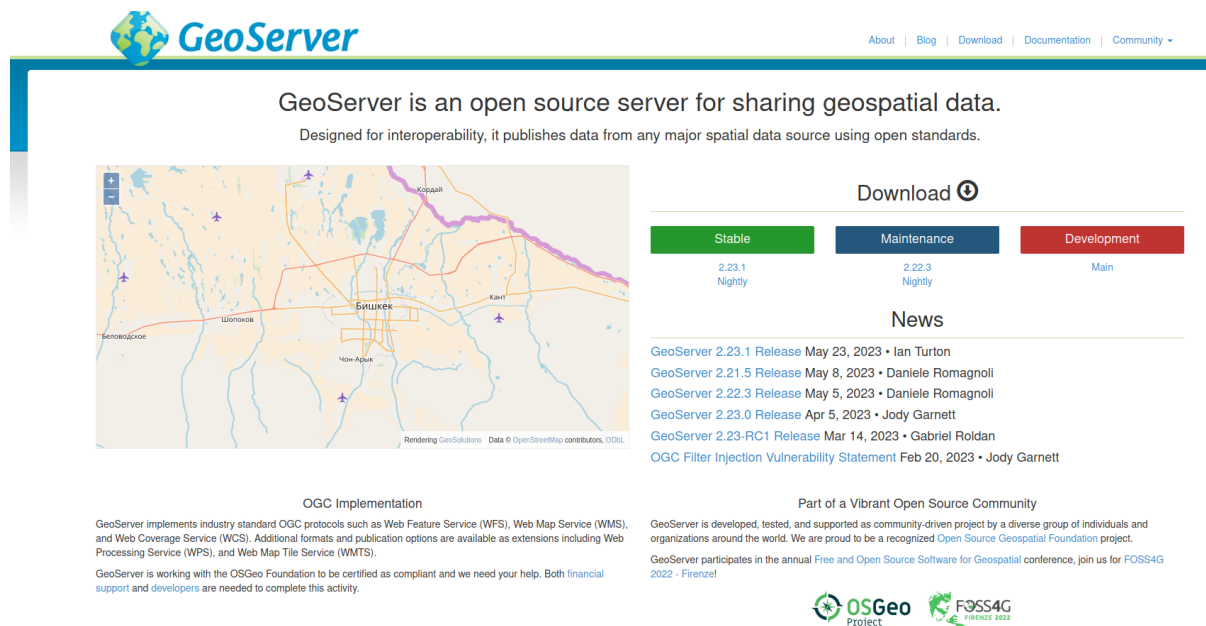 GeoServer
About | Blog | Download | Documentation | Community
GeoServer is an open source server for sharing geospatial data.
Designed for interoperability, it publishes data from any major spatial data source using open standards.
+
−
Кордай
Кант
Бишкек
Шопоков
Беловодское
Чон-Арык
Rendering GeoSolutions Data © OpenStreetMap contributors, ODbL
Download
Stable Maintenance Development
2.23.1 2.22.3 Main
Nightly Nightly
News
GeoServer 2.23.1 Release May 23, 2023 • Ian Turton
GeoServer 2.21.5 Release May 8, 2023 • Daniele Romagnoli
GeoServer 2.22.3 Release May 5, 2023 • Daniele Romagnoli
GeoServer 2.23.0 Release Apr 5, 2023 • Jody Garnett
GeoServer 2.23-RC1 Release Mar 14, 2023 • Gabriel Roldan
OGC Filter Injection Vulnerability Statement Feb 20, 2023 • Jody Garnett
OGC Implementation
GeoServer implements industry standard OGC protocols such as Web Feature Service (WFS), Web Map Service (WMS),
and Web Coverage Service (WCS). Additional formats and publication options are available as extensions including Web
Processing Service (WPS), and Web Map Tile Service (WMTS).
GeoServer is working with the OSGeo Foundation to be certified as compliant and we need your help. Both financial
support and developers are needed to complete this activity.
Part of a Vibrant Open Source Community
GeoServer is developed, tested, and supported as community-driven project by a diverse group of individuals and
organizations around the world. We are proud to be a recognized Open Source Geospatial Foundation project.
GeoServer participates in the annual Free and Open Source Software for Geospatial conference, join us for FOSS4G
2022 - Firenze!
OSGeo
Project
FOSS4G
FIRENZE 2022